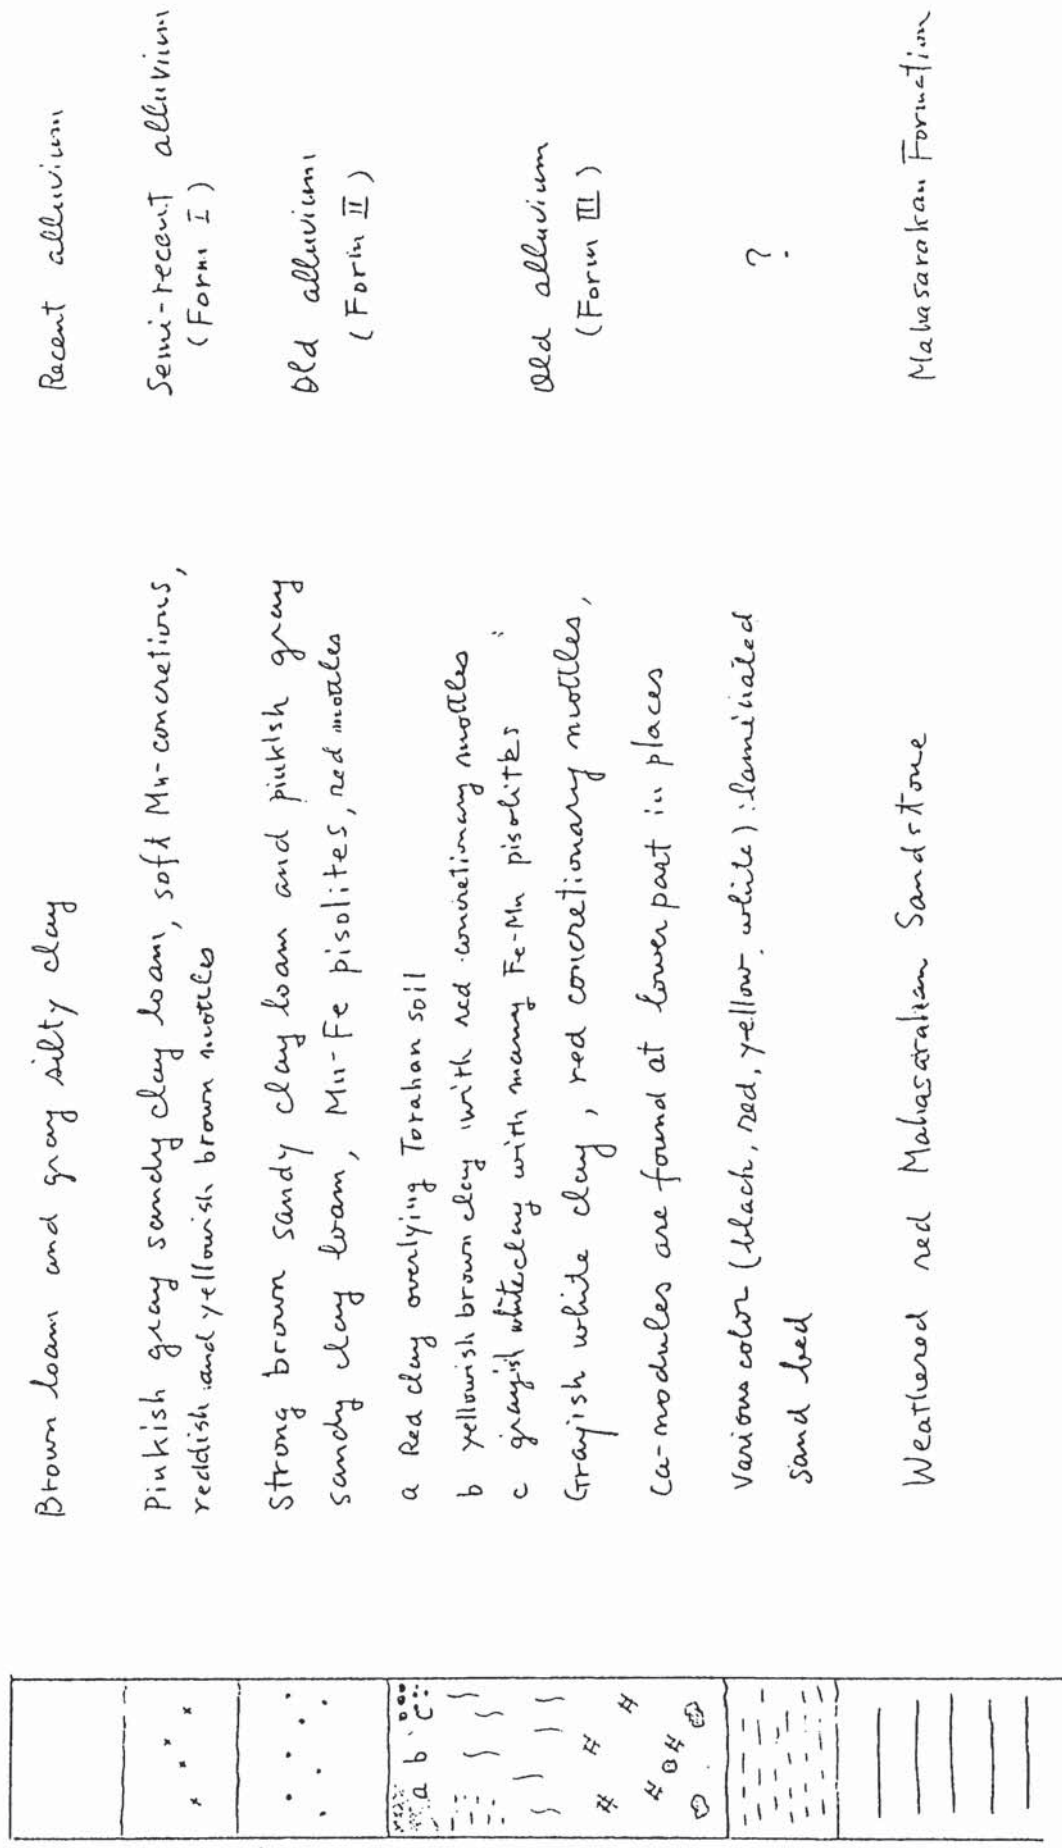 Brown loam and gray silty clay
Recent alluvium
Pinkish gray sandy clay loam, soft Mn-concretions,
reddish and yellowish brown mottles
Semi-recent alluvium
(Form I)
Strong brown sandy clay loam and pinkish gray
sandy clay loam, Mn-Fe pisolites, red mottles
Old alluvium
(Form II)
a b c
a Red clay overlying Torahan soil
b yellowish brown clay with red concretionary mottles
c grayish white clay with many Fe-Mn pisolites "
Grayish white clay, red concretionary mottles,
Ca-nodules are found at lower part in places
Old alluvium
(Form III)
Various color (black, red, yellow, white) laminated
sand bed
?
Weathered red Mahasarakan Sandstone
Mahasarakan Formation